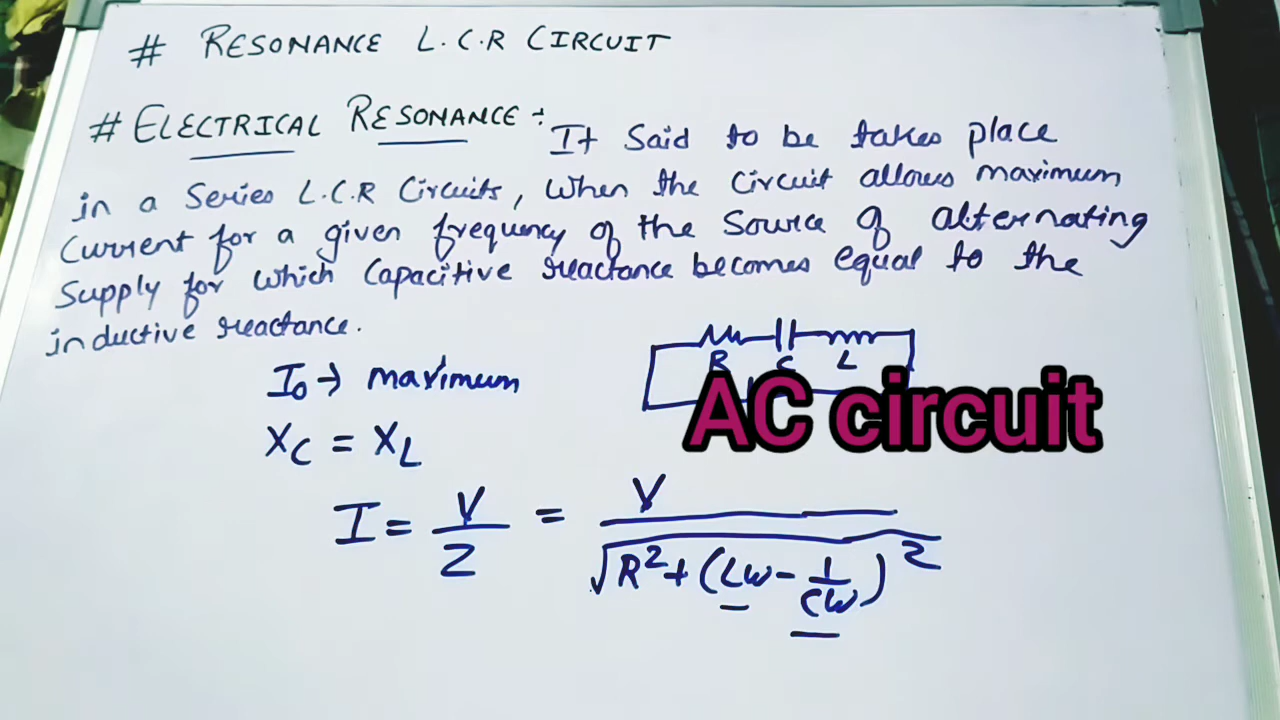 # RESONANCE L.C.R CIRCUIT
# ELECTRICAL RESONANCE ÷ It Said to be takes place
in a Series L.C.R Circuits, When the circuit allows maximum
Current for a given frequency of the Source of alternating
Supply for which Capacitive reactance becomes equal to the
inductive reactance.
R C L
I₀ → maximum
AC circuit
X_C = X_L
I = V/Z = V/√R²+(Lω-1/Cω)²